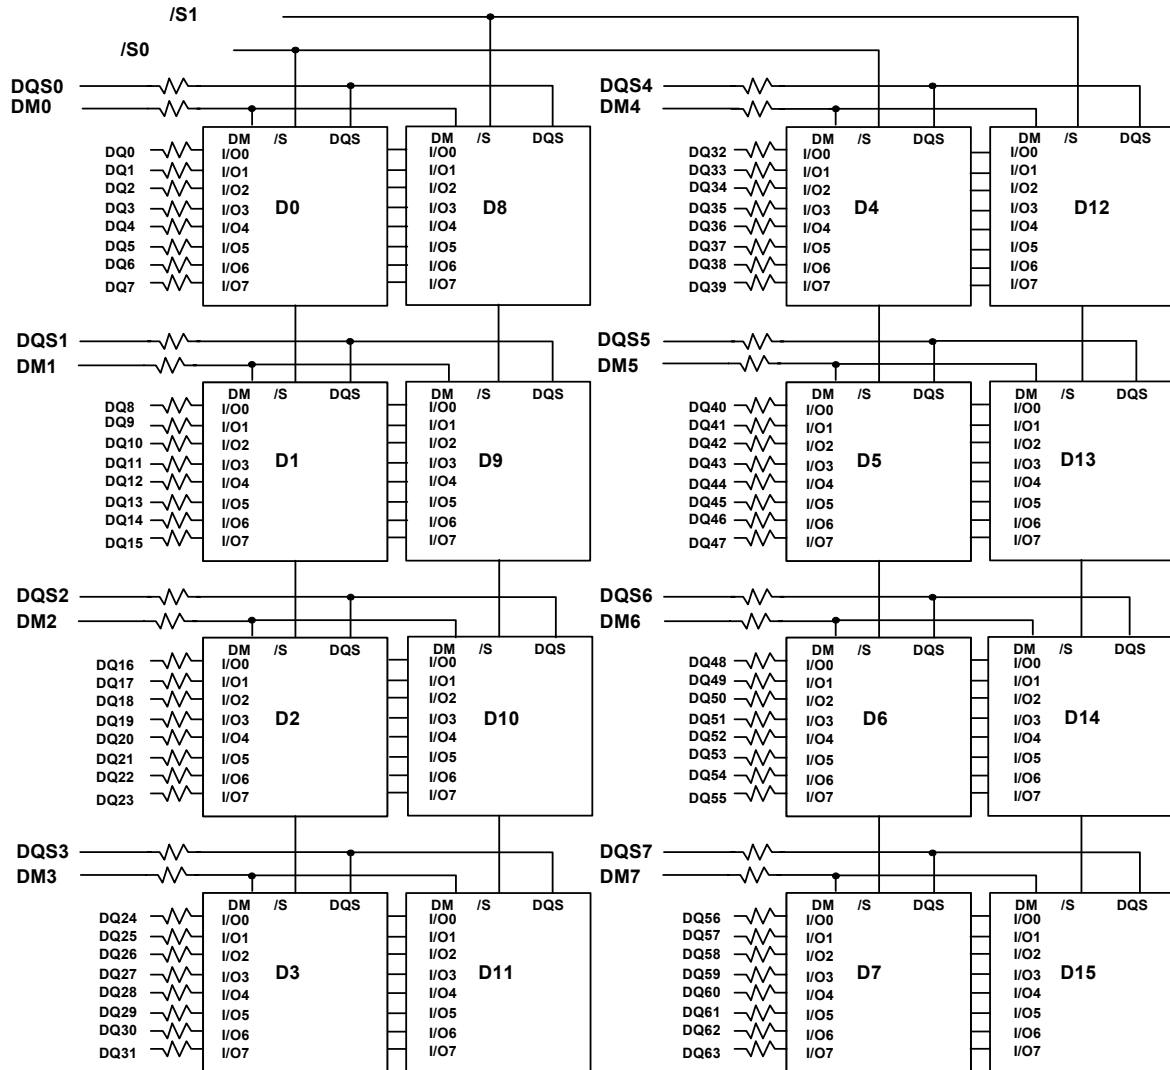 /S1
/S0
DQS0 DQS4
DM0 DM4
DM /S DQS DM /S DQS DM /S DQS DM /S DQS
DQ0 I/O0 I/O0 DQ32 I/O0 I/O0
DQ1 I/O1 I/O1 DQ33 I/O1 I/O1
DQ2 I/O2 I/O2 DQ34 I/O2 I/O2
DQ3 I/O3 D0 I/O3 D8 DQ35 I/O3 D4 I/O3 D12
DQ4 I/O4 I/O4 DQ36 I/O4 I/O4
DQ5 I/O5 I/O5 DQ37 I/O5 I/O5
DQ6 I/O6 I/O6 DQ38 I/O6 I/O6
DQ7 I/O7 I/O7 DQ39 I/O7 I/O7
DQS1 DQS5
DM1 DM5
DM /S DQS DM /S DQS DM /S DQS DM /S DQS
DQ8 I/O0 I/O0 DQ40 I/O0 I/O0
DQ9 I/O1 I/O1 DQ41 I/O1 I/O1
DQ10 I/O2 I/O2 DQ42 I/O2 I/O2
DQ11 I/O3 D1 I/O3 D9 DQ43 I/O3 D5 I/O3 D13
DQ12 I/O4 I/O4 DQ44 I/O4 I/O4
DQ13 I/O5 I/O5 DQ45 I/O5 I/O5
DQ14 I/O6 I/O6 DQ46 I/O6 I/O6
DQ15 I/O7 I/O7 DQ47 I/O7 I/O7
DQS2 DQS6
DM2 DM6
DM /S DQS DM /S DQS DM /S DQS DM /S DQS
DQ16 I/O0 I/O0 DQ48 I/O0 I/O0
DQ17 I/O1 I/O1 DQ49 I/O1 I/O1
DQ18 I/O2 I/O2 DQ50 I/O2 I/O2
DQ19 I/O3 D2 I/O3 D10 DQ51 I/O3 D6 I/O3 D14
DQ20 I/O4 I/O4 DQ52 I/O4 I/O4
DQ21 I/O5 I/O5 DQ53 I/O5 I/O5
DQ22 I/O6 I/O6 DQ54 I/O6 I/O6
DQ23 I/O7 I/O7 DQ55 I/O7 I/O7
DQS3 DQS7
DM3 DM7
DM /S DQS DM /S DQS DM /S DQS DM /S DQS
DQ24 I/O0 I/O0 DQ56 I/O0 I/O0
DQ25 I/O1 I/O1 DQ57 I/O1 I/O1
DQ26 I/O2 I/O2 DQ58 I/O2 I/O2
DQ27 I/O3 D3 I/O3 D11 DQ59 I/O3 D7 I/O3 D15
DQ28 I/O4 I/O4 DQ60 I/O4 I/O4
DQ29 I/O5 I/O5 DQ61 I/O5 I/O5
DQ30 I/O6 I/O6 DQ62 I/O6 I/O6
DQ31 I/O7 I/O7 DQ63 I/O7 I/O7